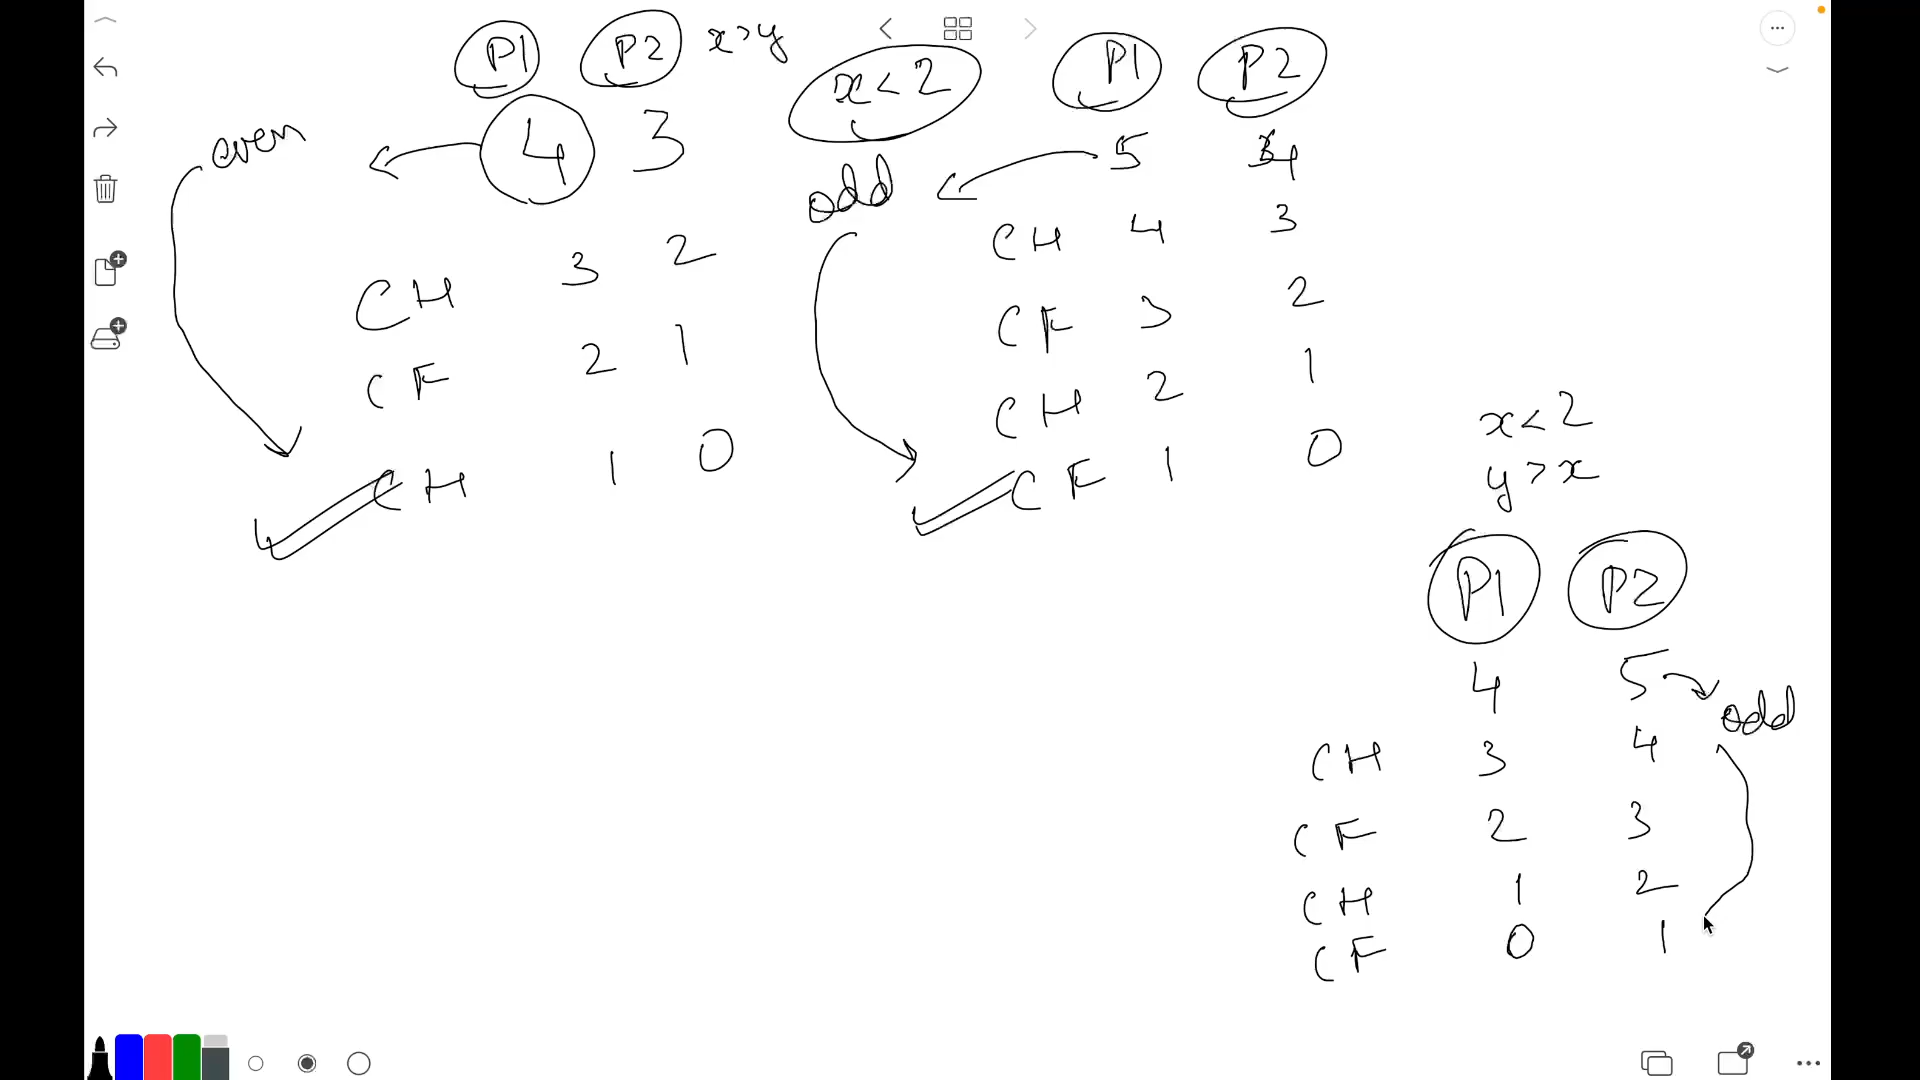 P1 P2 x>y
x<2
even 4 3
odd
CH 3 2
CF 2 1
CH 1 0
P1 P2
5 4
CH 4 3
CF 3 2
CH 2 1
CF 1 0
x<2
y>x
P1 P2
4 5 odd
CH 3 4
CF 2 3
CH 1 2
CF 0 1